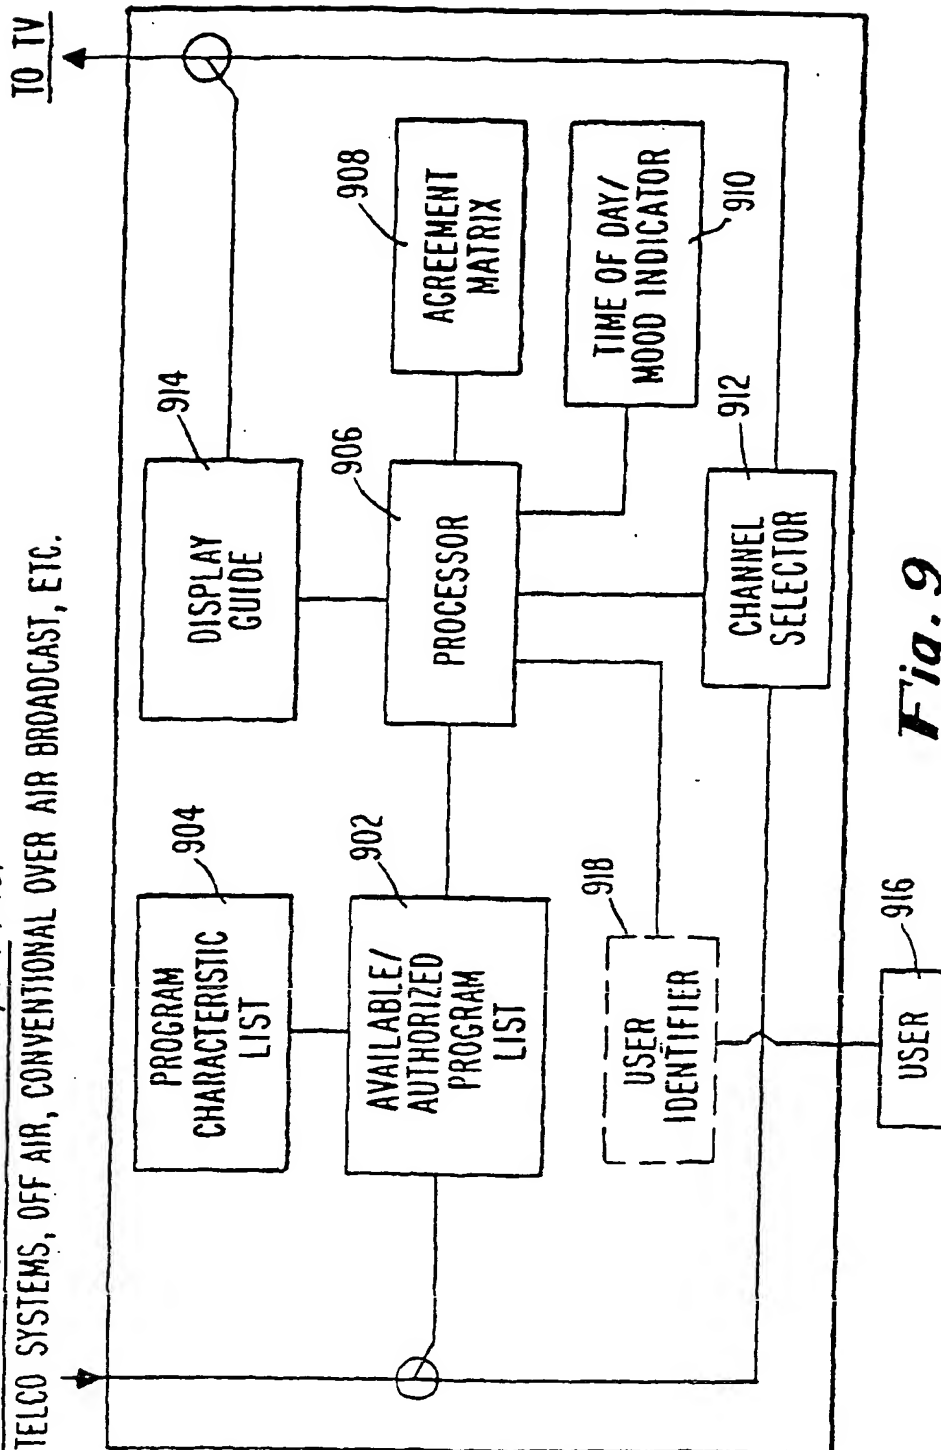 TELCO SYSTEMS, OFF AIR, CONVENTIONAL OVER AIR BROADCAST, ETC.
TO TV
PROGRAM
CHARACTERISTIC
LIST
904
DISPLAY
GUIDE
914
AVAILABLE/
AUTHORIZED
PROGRAM
LIST
902
PROCESSOR
906
AGREEMENT
MATRIX
908
USER
IDENTIFIER
918
TIME OF DAY/
MOOD INDICATOR
910
CHANNEL
SELECTOR
912
USER
916
Fig. 9